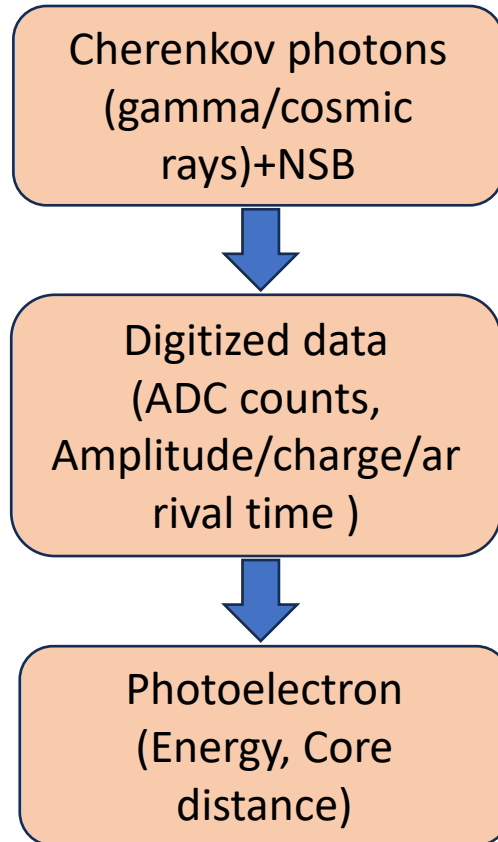 Cherenkov photons
(gamma/cosmic
rays)+NSB
Digitized data
(ADC counts,
Amplitude/charge/ar
rival time )
Photoelectron
(Energy, Core
distance)